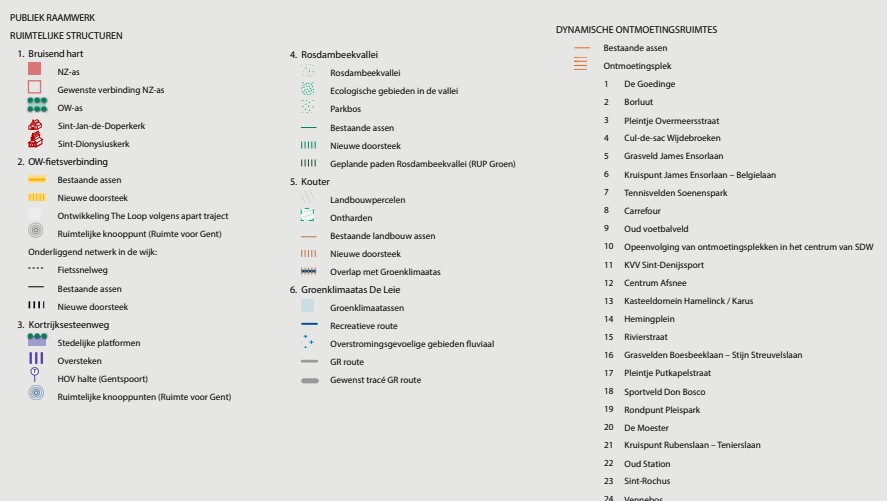 PUBLIEK RAAMWERK
RUIMTELIJKE STRUCTUREN
1. Bruisend hart
NZ-as
Gewenste verbinding NZ-as
OW-as
Sint-Jan-de-Doperkerk
Sint-Dionysiuskerk
2. OW-fietsverbinding
Bestaande assen
Nieuwe doorsteek
Ontwikkeling The Loop volgens apart traject
Ruimtelijke knooppunt (Ruimte voor Gent)
Onderliggend netwerk in de wijk:
Fietssnelweg
Bestaande assen
Nieuwe doorsteek
3. Kortrijksesteenweg
Stedelijke platformen
Oversteken
HOV halte (Gentspoort)
Ruimtelijke knooppunten (Ruimte voor Gent)
4. Rosdambeekvallei
Rosdambeekvallei
Ecologische gebieden in de vallei
Parkbos
Bestaande assen
Nieuwe doorsteek
Geplande paden Rosdambeekvallei (RUP Groen)
5. Kouter
Landbouwpercelen
Ontharden
Bestaande landbouw assen
Nieuwe doorsteek
Overlap met Groenklimaatas
6. Groenklimaatas De Leie
Groenklimaatassen
Recreatieve route
Overstromingsgevoelige gebieden fluviaal
GR route
Gewenst tracé GR route
DYNAMISCHE ONTMOETINGSRUIMTES
Bestaande assen
Ontmoetingsplek
1 De Goedinge
2 Borluut
3 Pleintje Overmeersstraat
4 Cul-de-sac Wijdebroeken
5 Grasveld James Ensorlaan
6 Kruispunt James Ensorlaan – Belgielaan
7 Tennisvelden Soenenspark
8 Carrefour
9 Oud voetbalveld
10 Opeenvolging van ontmoetingsplekken in het centrum van SDW
11 KVV Sint-Denijssport
12 Centrum Afsnee
13 Kasteeldomein Hamelinck / Karus
14 Hemingplein
15 Rivierstraat
16 Grasvelden Boesbeeklaan – Stijn Streuvelslaan
17 Pleintje Putkapelstraat
18 Sportveld Don Bosco
19 Rondpunt Pleispark
20 De Moester
21 Kruispunt Rubenslaan – Tenierslaan
22 Oud Station
23 Sint-Rochus
24 Vennebos